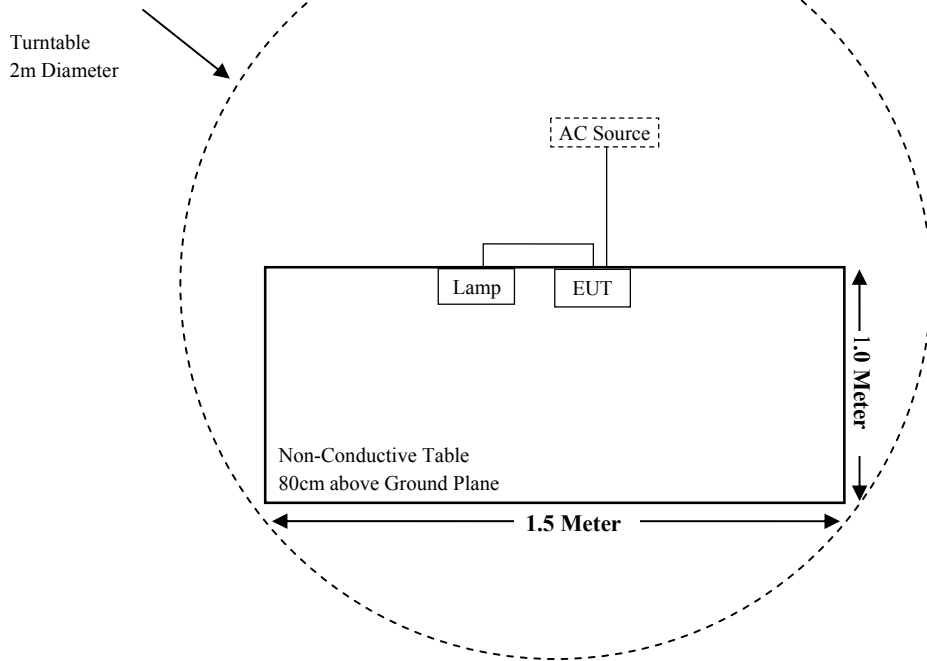 Turntable
2m Diameter
AC Source
Lamp
EUT
1.0 Meter
Non-Conductive Table
80cm above Ground Plane
1.5 Meter